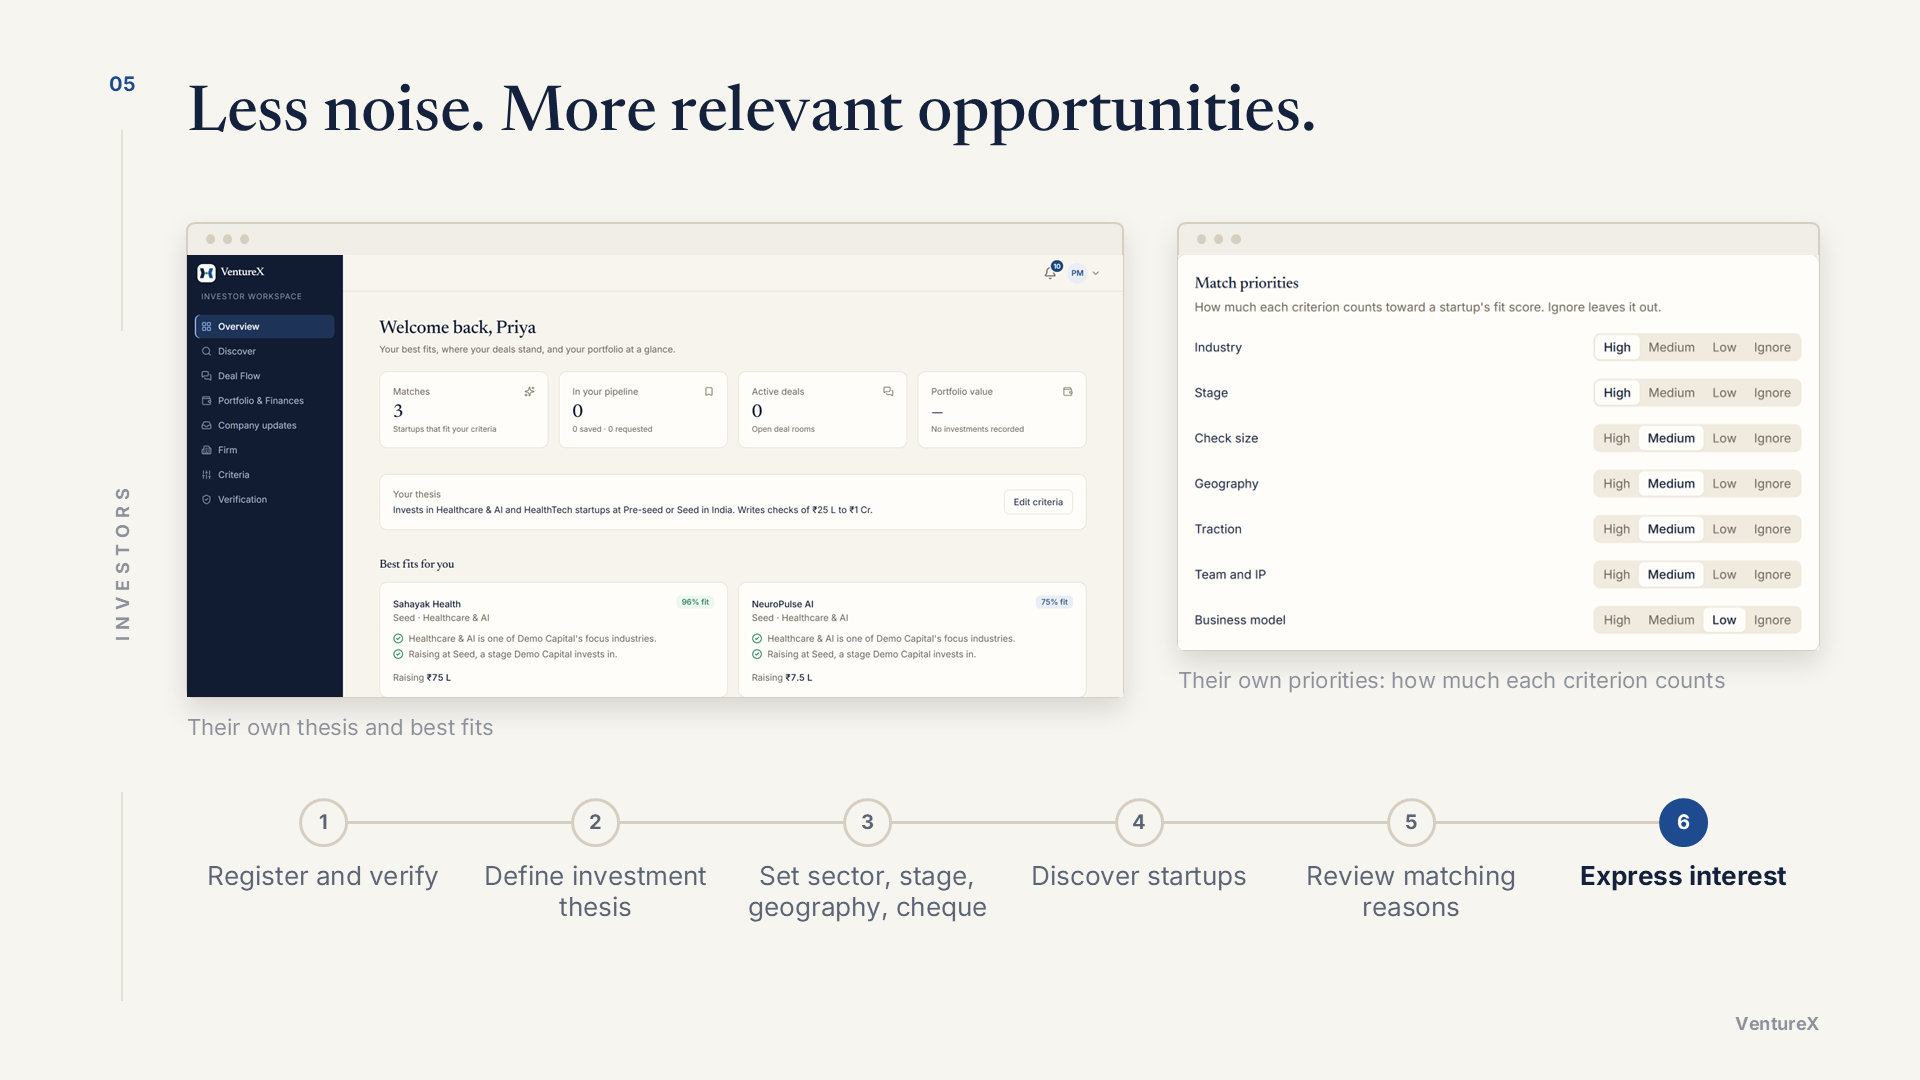 05
Less noise. More relevant opportunities.
INVESTORS
VentureX
INVESTOR WORKSPACE
Overview
Discover
Deal Flow
Portfolio & Finances
Company updates
Firm
Criteria
Verification
10
PM
Welcome back, Priya
Your best fits, where your deals stand, and your portfolio at a glance.
Matches
3
Startups that fit your criteria
In your pipeline
0
0 saved · 0 requested
Active deals
0
Open deal rooms
Portfolio value
—
No investments recorded
Your thesis
Invests in Healthcare & AI and HealthTech startups at Pre-seed or Seed in India. Writes checks of ₹25 L to ₹1 Cr.
Edit criteria
Best fits for you
Sahayak Health
96% fit
Seed · Healthcare & AI
Healthcare & AI is one of Demo Capital's focus industries.
Raising at Seed, a stage Demo Capital invests in.
Raising ₹75 L
NeuroPulse AI
75% fit
Seed · Healthcare & AI
Healthcare & AI is one of Demo Capital's focus industries.
Raising at Seed, a stage Demo Capital invests in.
Raising ₹7.5 L
Their own thesis and best fits
Match priorities
How much each criterion counts toward a startup's fit score. Ignore leaves it out.
Industry High Medium Low Ignore
Stage High Medium Low Ignore
Check size High Medium Low Ignore
Geography High Medium Low Ignore
Traction High Medium Low Ignore
Team and IP High Medium Low Ignore
Business model High Medium Low Ignore
Their own priorities: how much each criterion counts
1
Register and verify
2
Define investment
thesis
3
Set sector, stage,
geography, cheque
4
Discover startups
5
Review matching
reasons
6
Express interest
VentureX